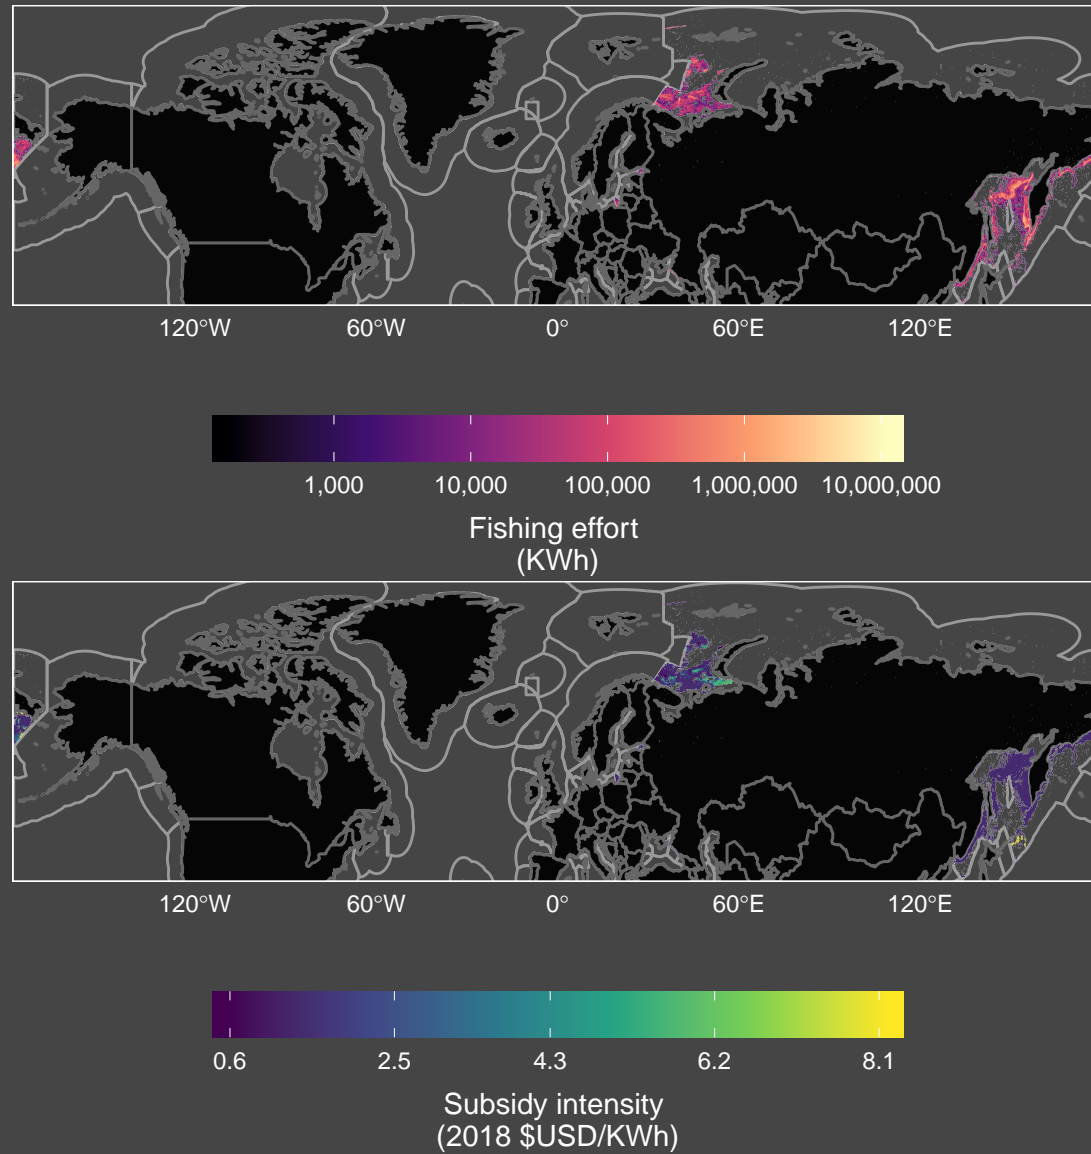 120°W 60°W 0° 60°E 120°E
1,000 10,000 100,000 1,000,000 10,000,000
Fishing effort
(KWh)
120°W 60°W 0° 60°E 120°E
0.6 2.5 4.3 6.2 8.1
Subsidy intensity
(2018 $USD/KWh)